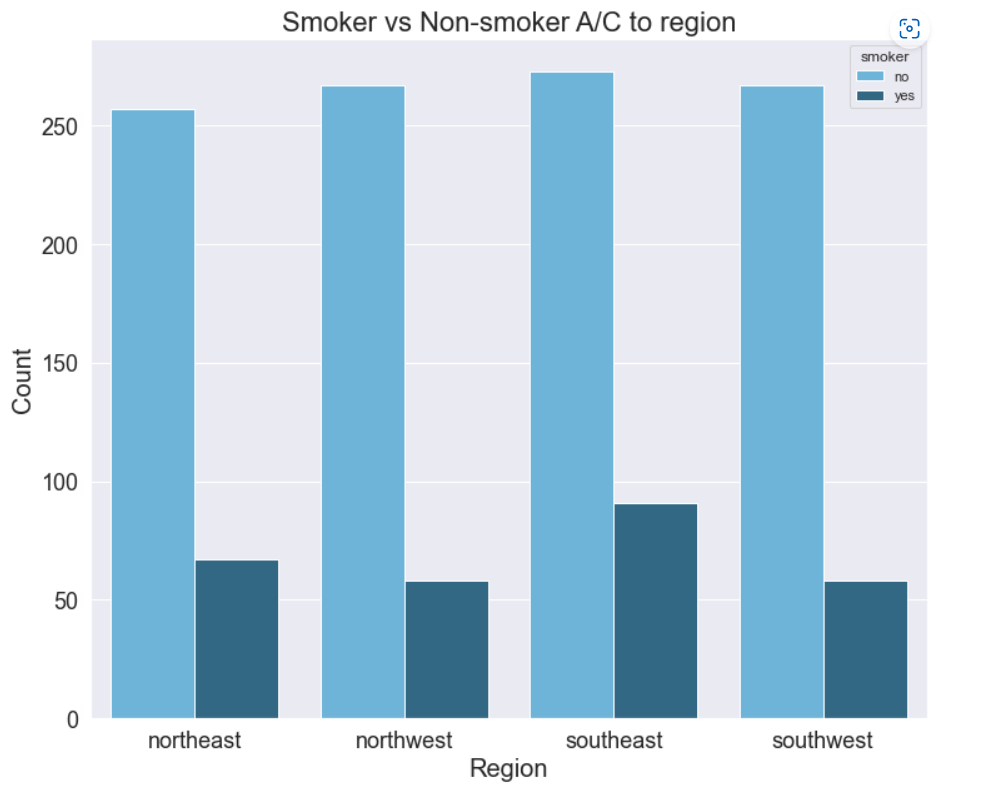 Smoker vs Non-smoker A/C to region
smoker
no
yes
250
200
150
100
50
0
Count
northeast northwest southeast southwest
Region